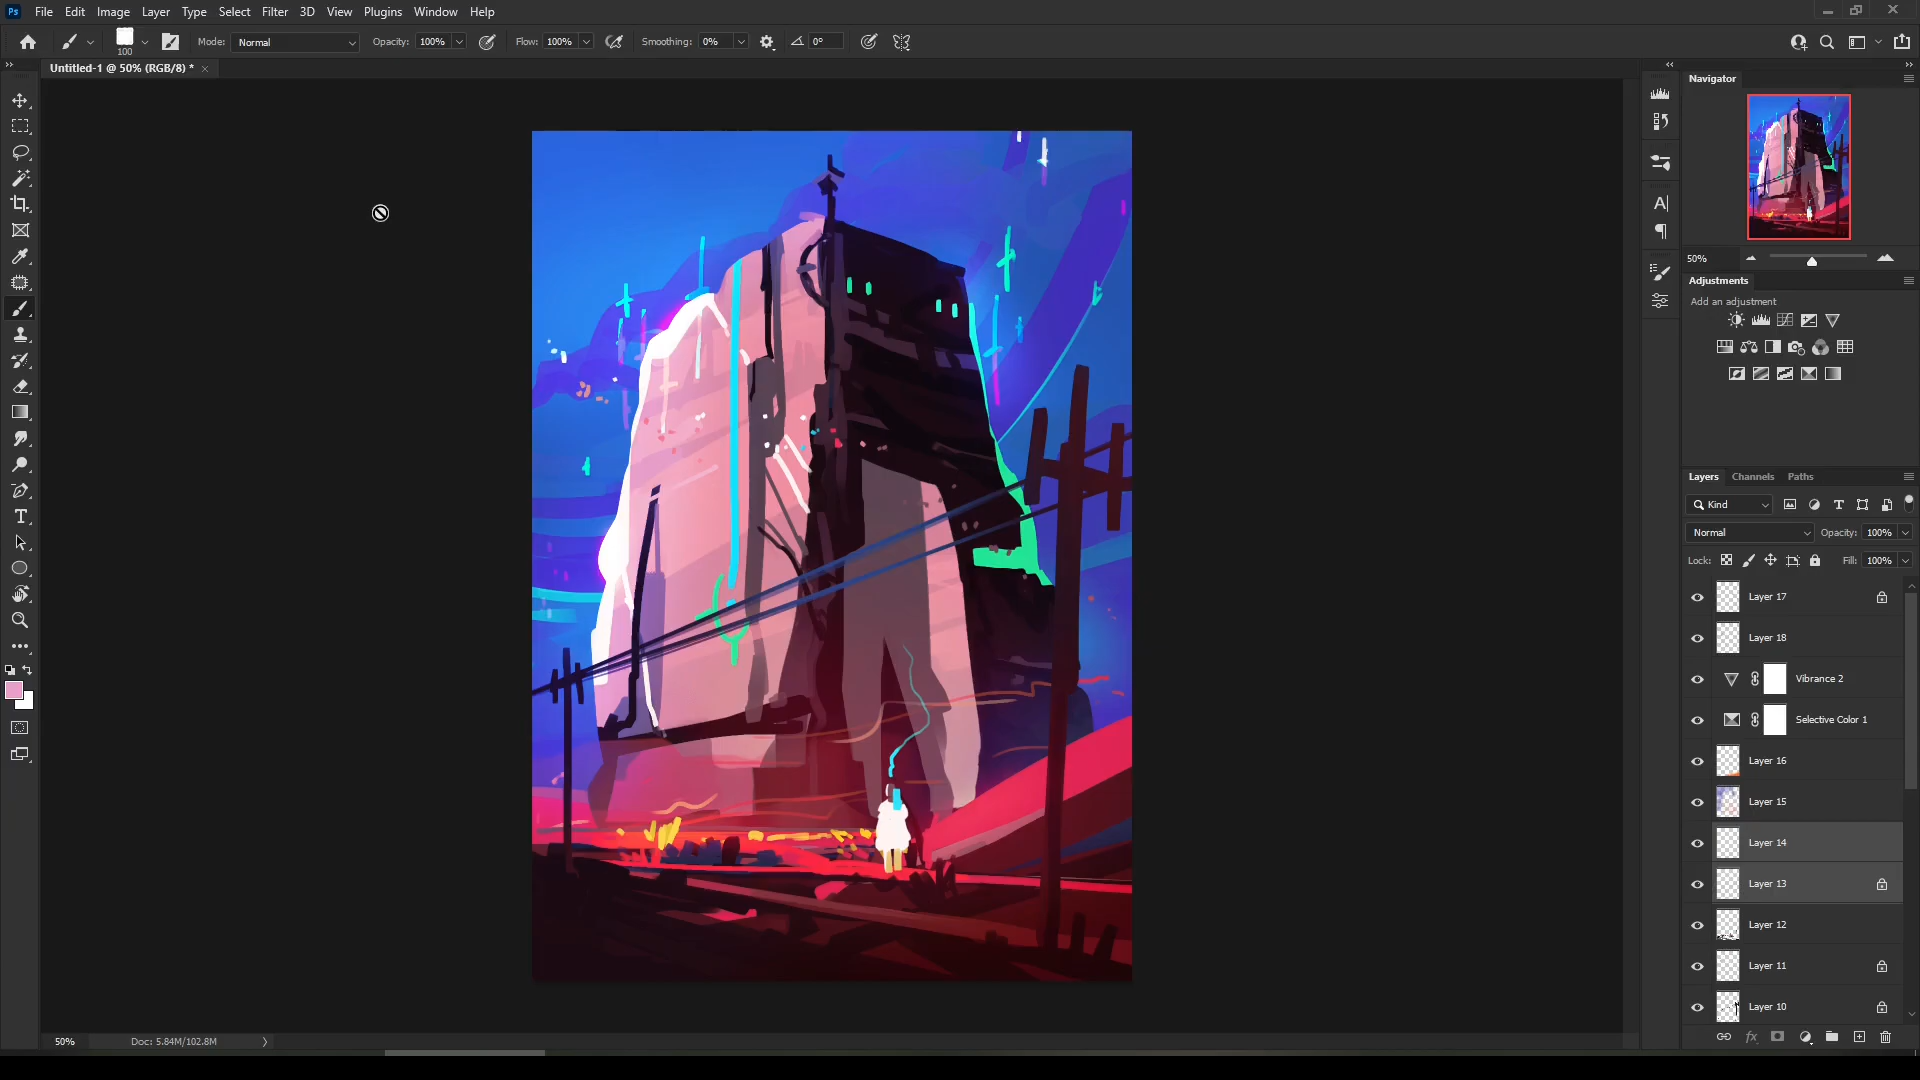 Ps File Edit Image Layer Type Select Filter 3D View Plugins Window Help
100 Mode: Normal Opacity: 100% Flow: 100% Smoothing: 0% 0°
Untitled-1 @ 50% (RGB/8) *
Navigator
50%
Adjustments
Add an adjustment
Layers Channels Paths
Kind
Normal Opacity: 100%
Lock: Fill: 100%
Layer 17
Layer 18
Vibrance 2
Selective Color 1
Layer 16
Layer 15
Layer 14
Layer 13
Layer 12
Layer 11
Layer 10
50% Doc: 5.84M/102.8M